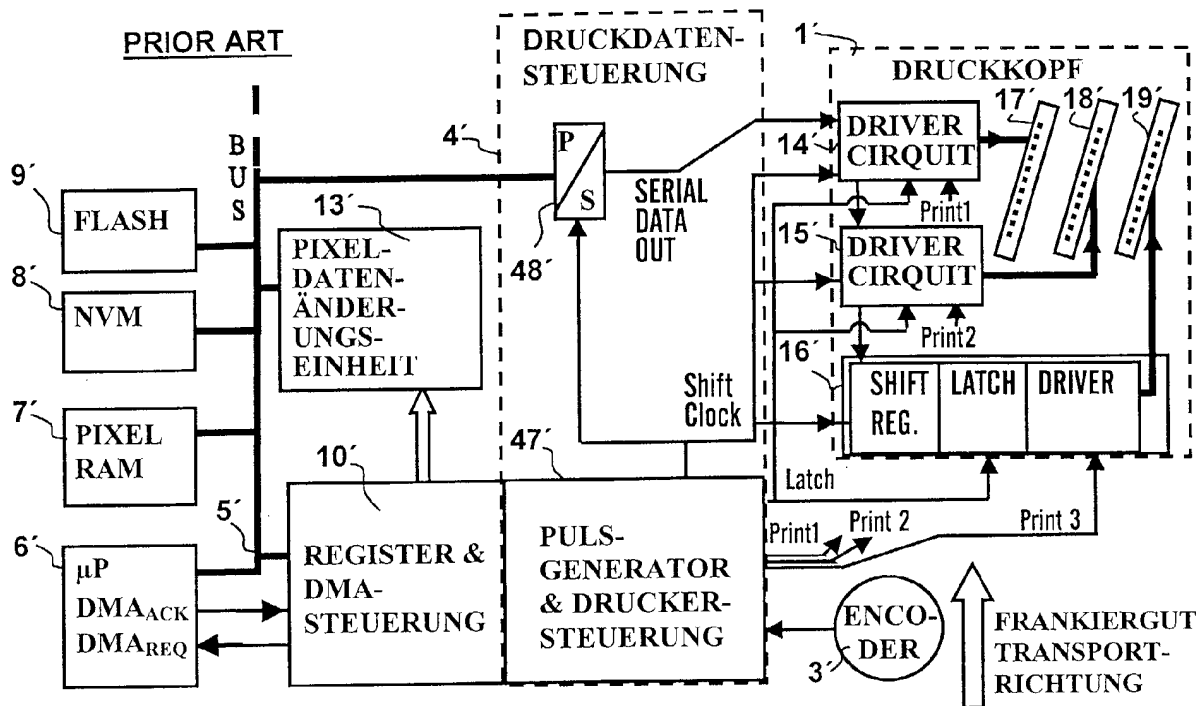 PRIOR ART
BUS
9´
FLASH
8´
NVM
7´
PIXEL
RAM
6´
µP
DMA_ACK
DMA_REQ
5´
13´
PIXEL-
DATEN-
ÄNDER-
UNGS-
EINHEIT
10´
REGISTER &
DMA-
STEUERUNG
DRUCKDATEN-
STEUERUNG
4´
P
S
48´
SERIAL
DATA
OUT
Shift
Clock
47´
PULS-
GENERATOR
& DRUCKER-
STEUERUNG
1´
DRUCKKOPF
14´
DRIVER
CIRQUIT
17´
18´
19´
Print1
15´
DRIVER
CIRQUIT
Print2
16´
SHIFT
REG.
LATCH
DRIVER
Latch
Print1
Print 2
Print 3
ENCO-
DER
3´
FRANKIERGUT
TRANSPORT-
RICHTUNG